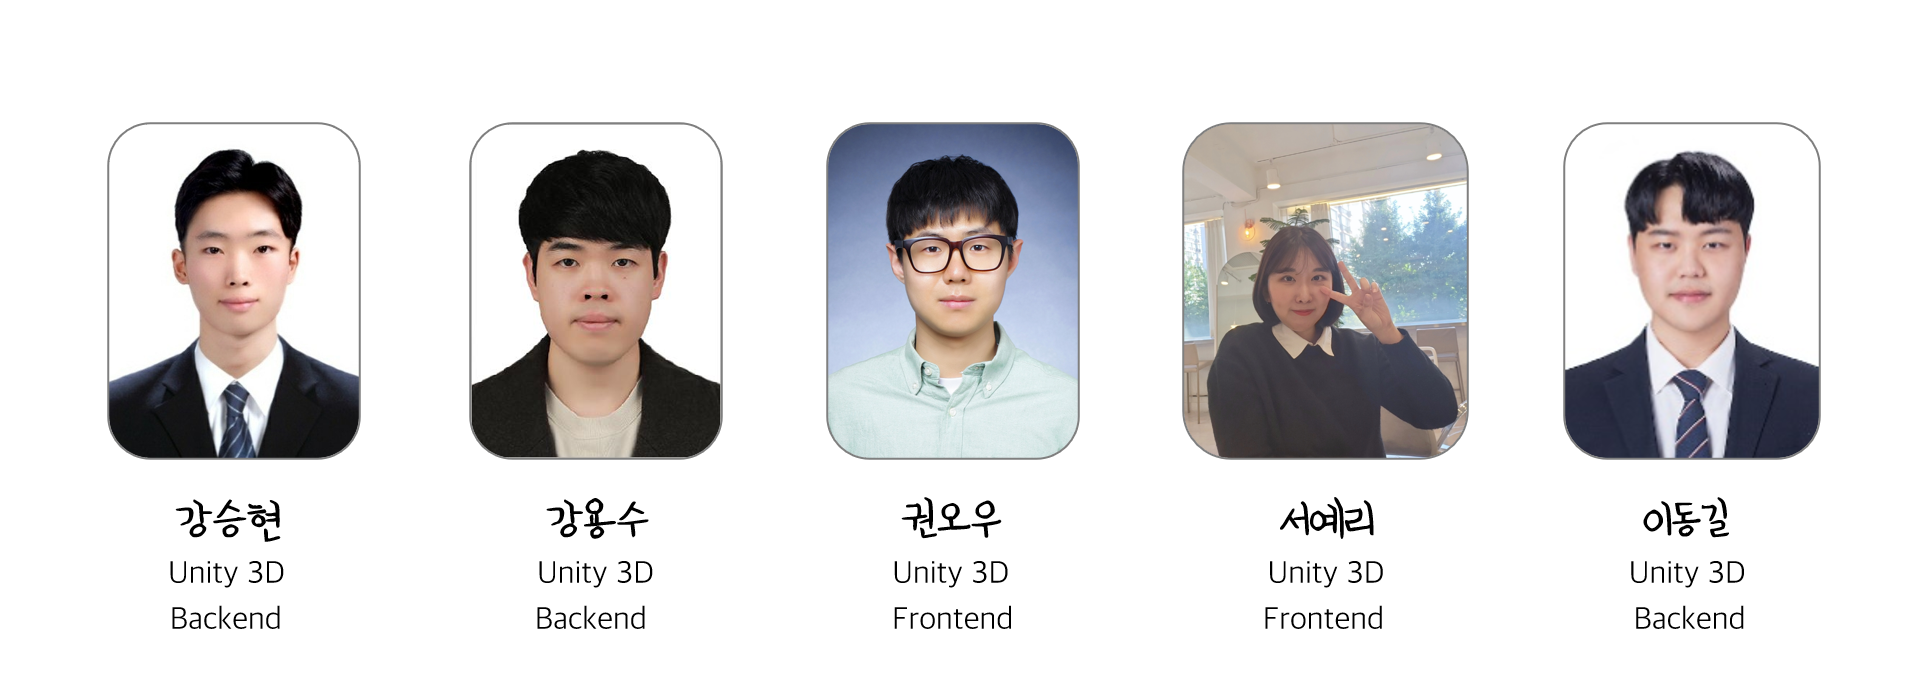 강승현
Unity 3D
Backend
강용수
Unity 3D
Backend
권오우
Unity 3D
Frontend
서예리
Unity 3D
Frontend
이동길
Unity 3D
Backend